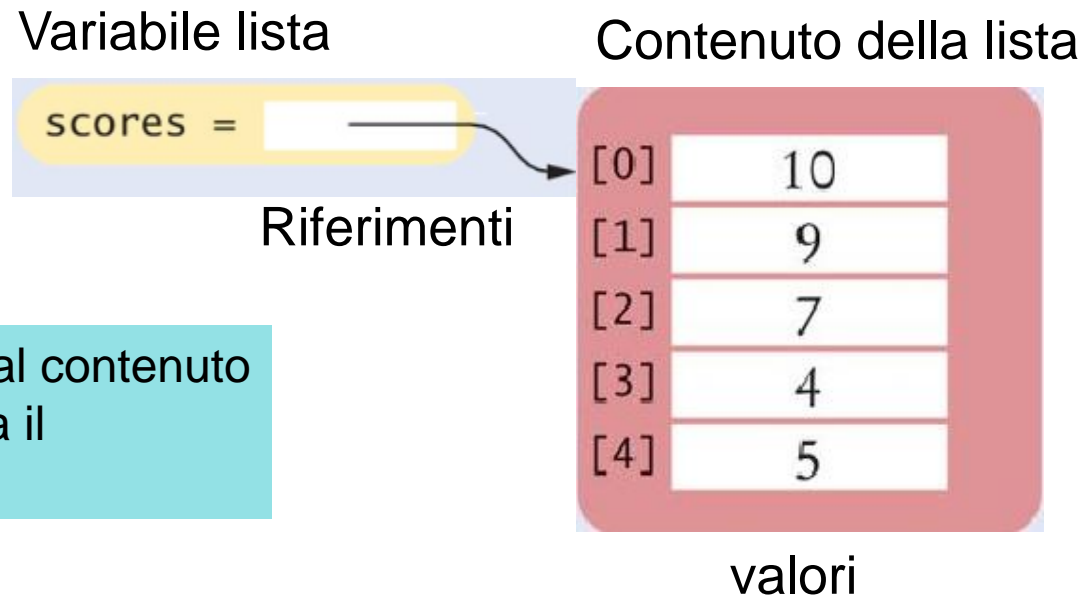 Variabile lista
Contenuto della lista
scores =
Riferimenti
[0] 10
[1] 9
[2] 7
[3] 4
[4] 5
al contenuto
il
valori